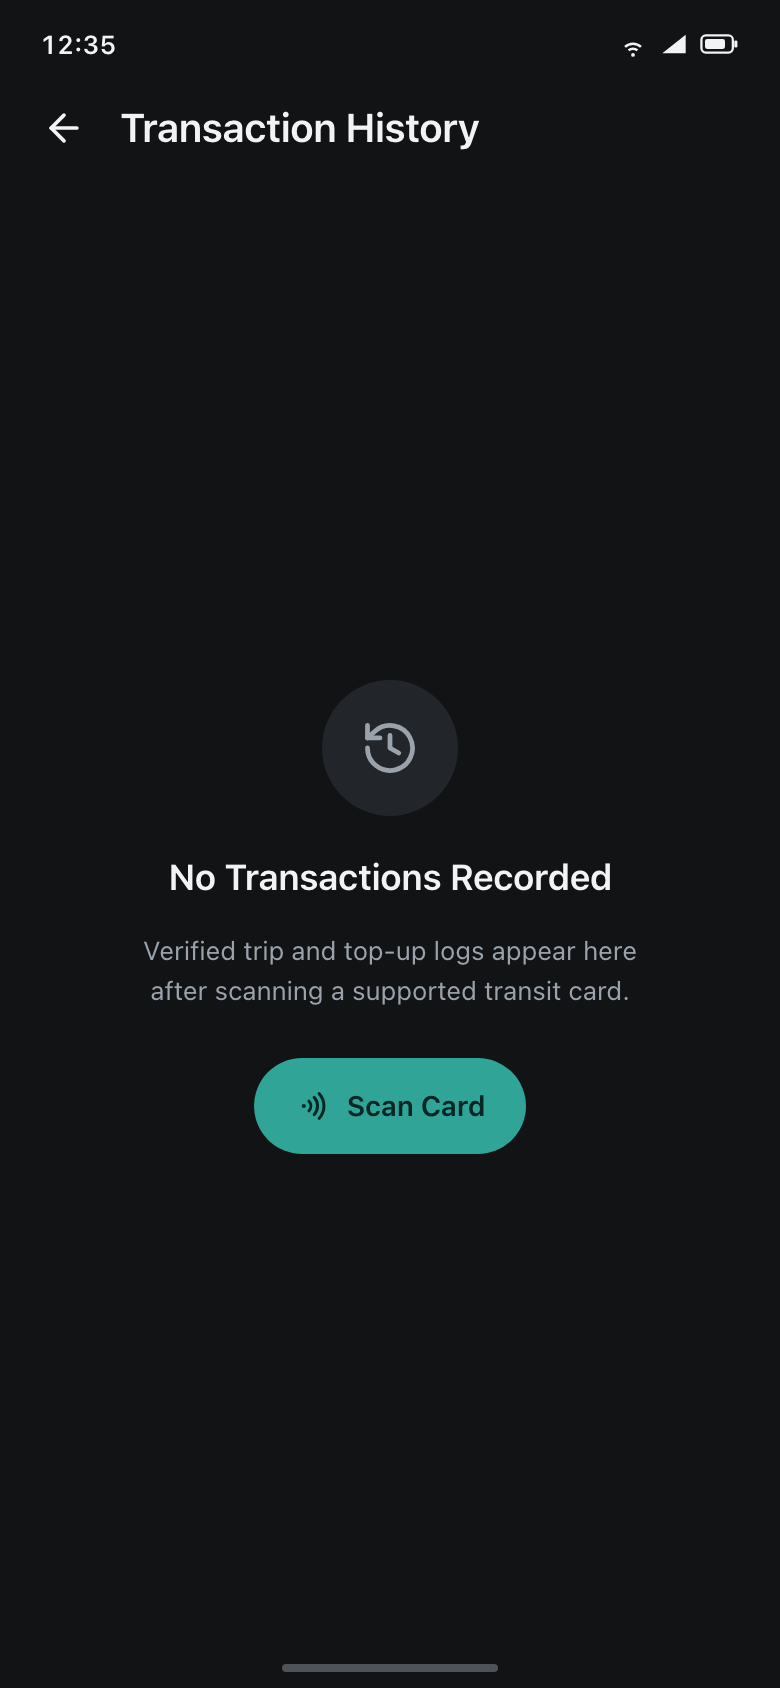 12:35
Transaction History
No Transactions Recorded
Verified trip and top-up logs appear here
after scanning a supported transit card.
Scan Card